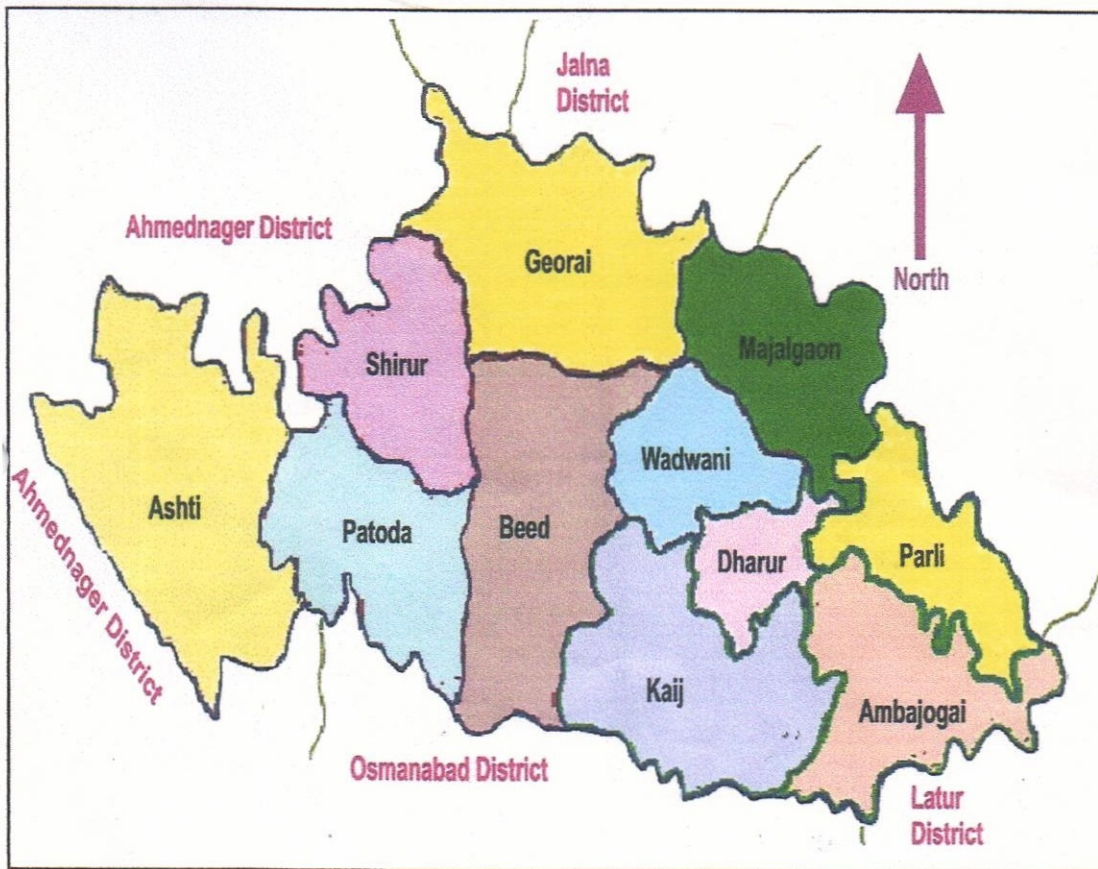 Jalna
District
Ahmednager District
Georai
North
Shirur
Majalgaon
Wadwani
Ashti
Patoda
Beed
Dharur
Parli
Ahmednager District
Kaij
Ambajogai
Osmanabad District
Latur
District